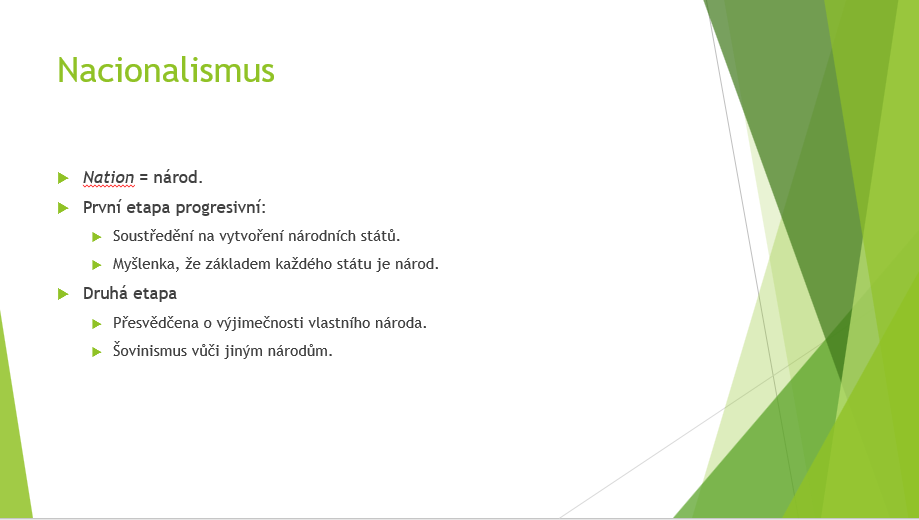 Nacionalismus
Nation = národ.
První etapa progresivní:
Soustředění na vytvoření národních států.
Myšlenka, že základem každého státu je národ.
Druhá etapa
Přesvědčena o výjimečnosti vlastního národa.
Šovinismus vůči jiným národům.